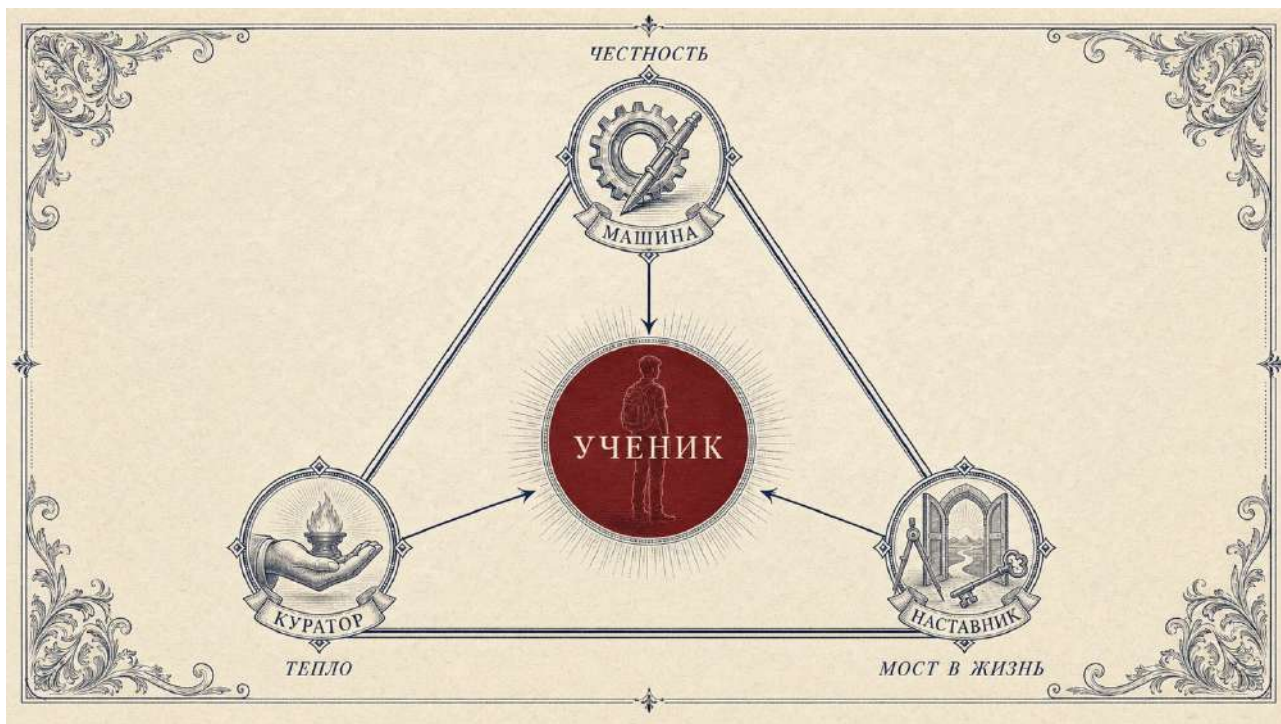 ЧЕСТНОСТЬ
МАШИНА
УЧЕНИК
КУРАТОР
НАСТАВНИК
ТЕПЛО
МОСТ В ЖИЗНЬ